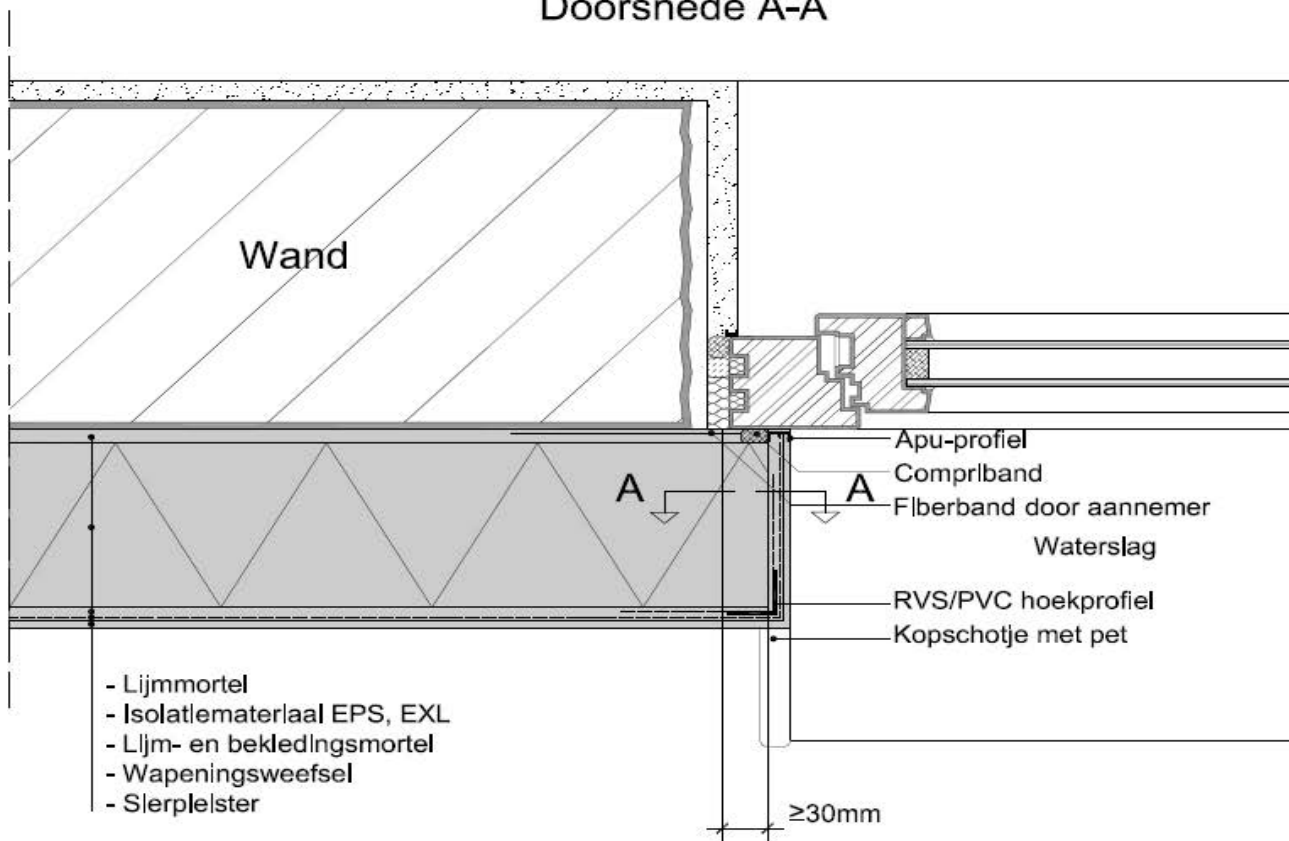 Doorsnede A-A
Wand
Apu-profiel
Compriband
A A
Fiberband door aannemer
Waterslag
RVS/PVC hoekprofiel
Kopschotje met pet
- Lijmmortel
- Isolatiemateriaal EPS, EXL
- Lijm- en bekledingsmortel
- Wapeningsweefsel
- Sierpleister
≥30mm